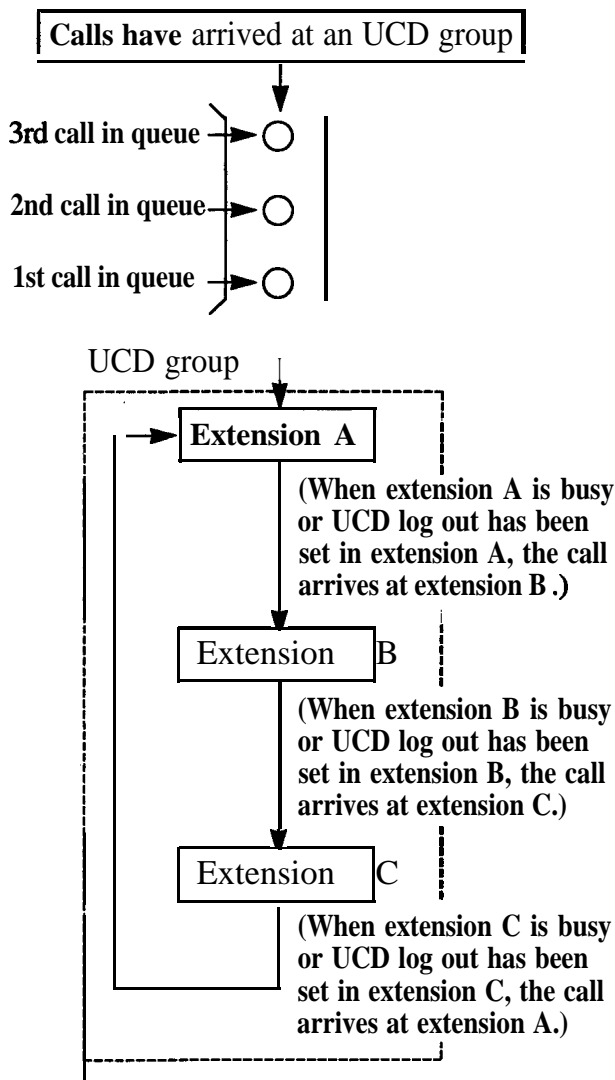 Calls have arrived at an UCD group
3rd call in queue
2nd call in queue
1st call in queue
UCD group
Extension A
(When extension A is busy
or UCD log out has been
set in extension A, the call
arrives at extension B .)
Extension B
(When extension B is busy
or UCD log out has been
set in extension B, the call
arrives at extension C.)
Extension C
(When extension C is busy
or UCD log out has been
set in extension C, the call
arrives at extension A.)